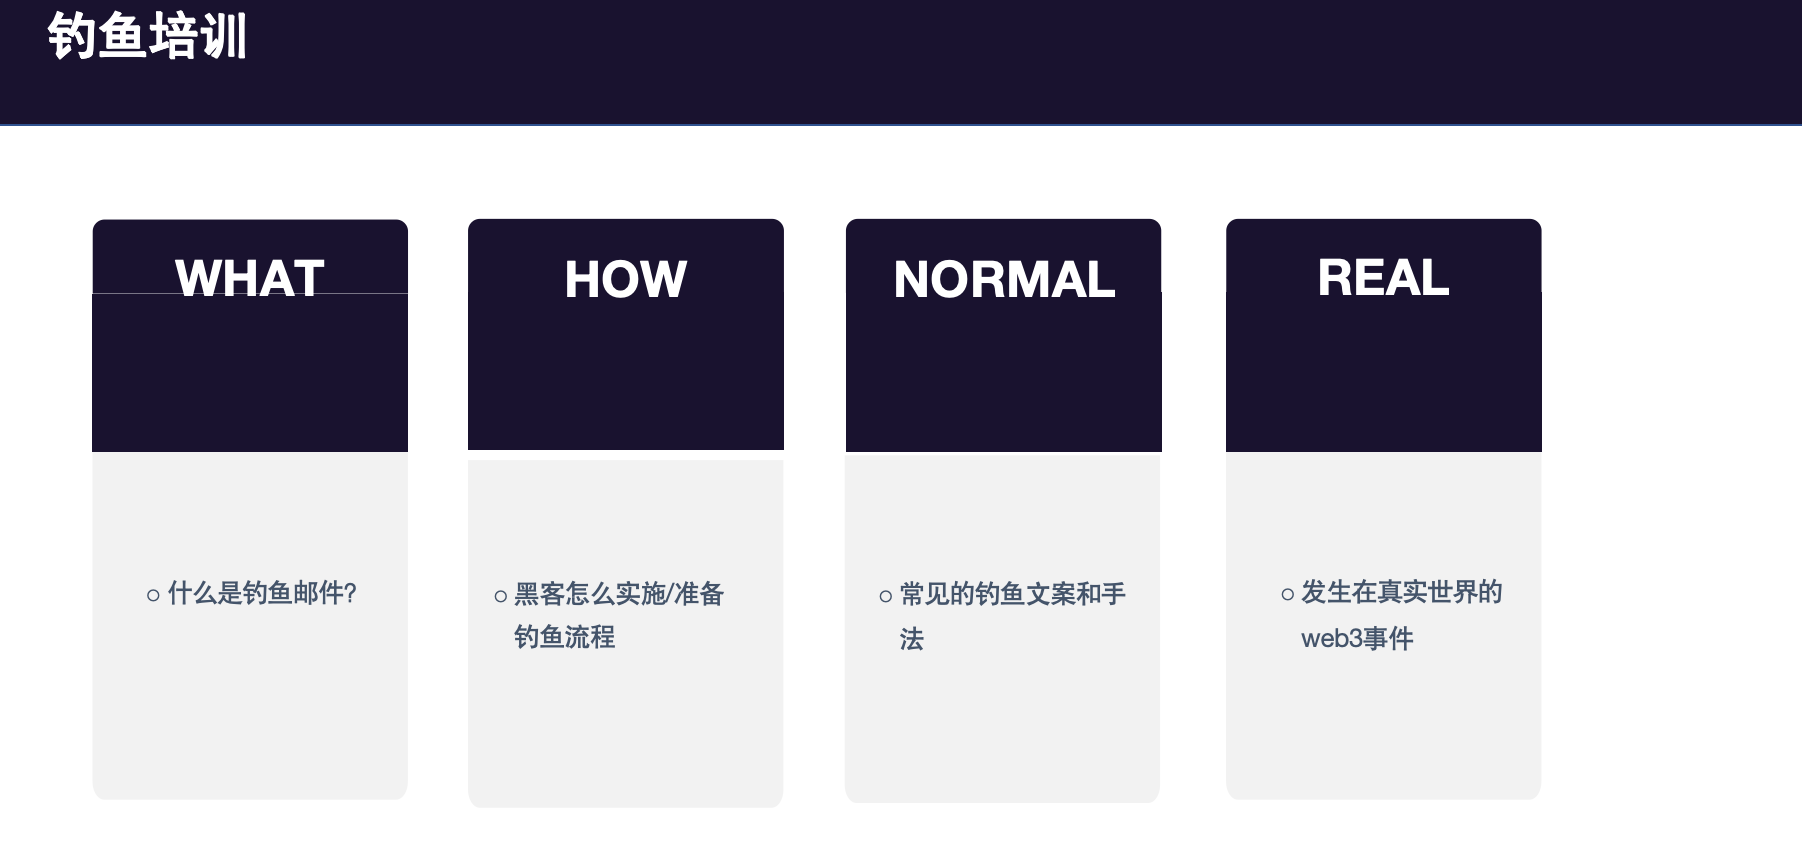 钓鱼培训
WHAT
HOW
NORMAL
REAL
什么是钓鱼邮件?
黑客怎么实施/准备
钓鱼流程
常见的钓鱼文案和手
法
发生在真实世界的
web3事件